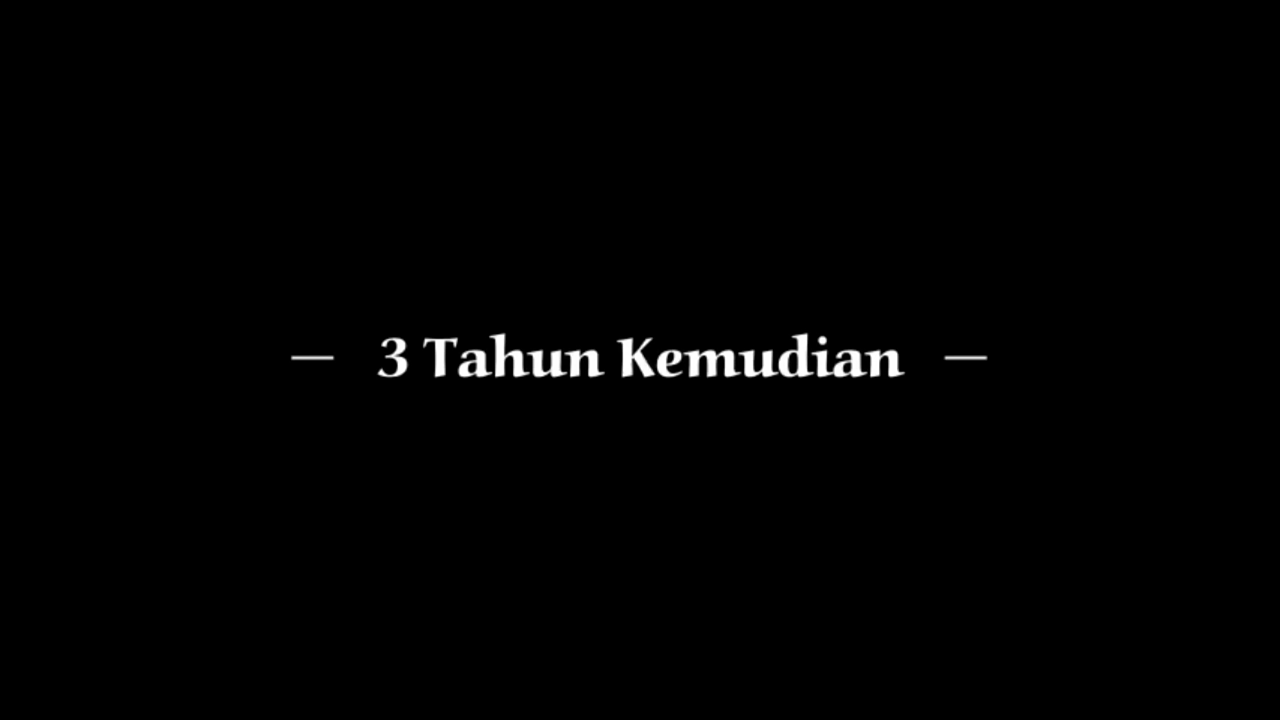 — 3 Tahun Kemudian —